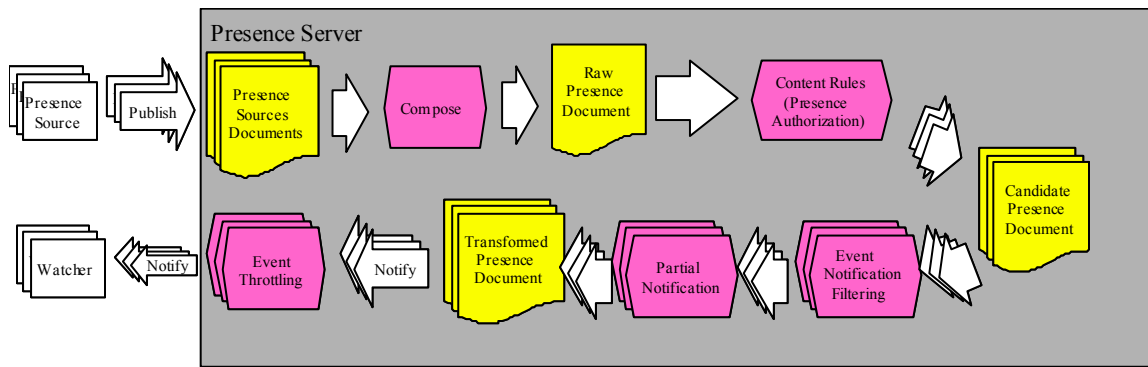 Presence Server
Presence
Source
Publish
Presence
Sources
Documents
Compose
Raw
Presence
Document
Content Rules
(Presence
Authorization)
Candidate
Presence
Document
Watcher
Notify
Event
Throttling
Notify
Transformed
Presence
Document
Partial
Notification
Event
Notification
Filtering